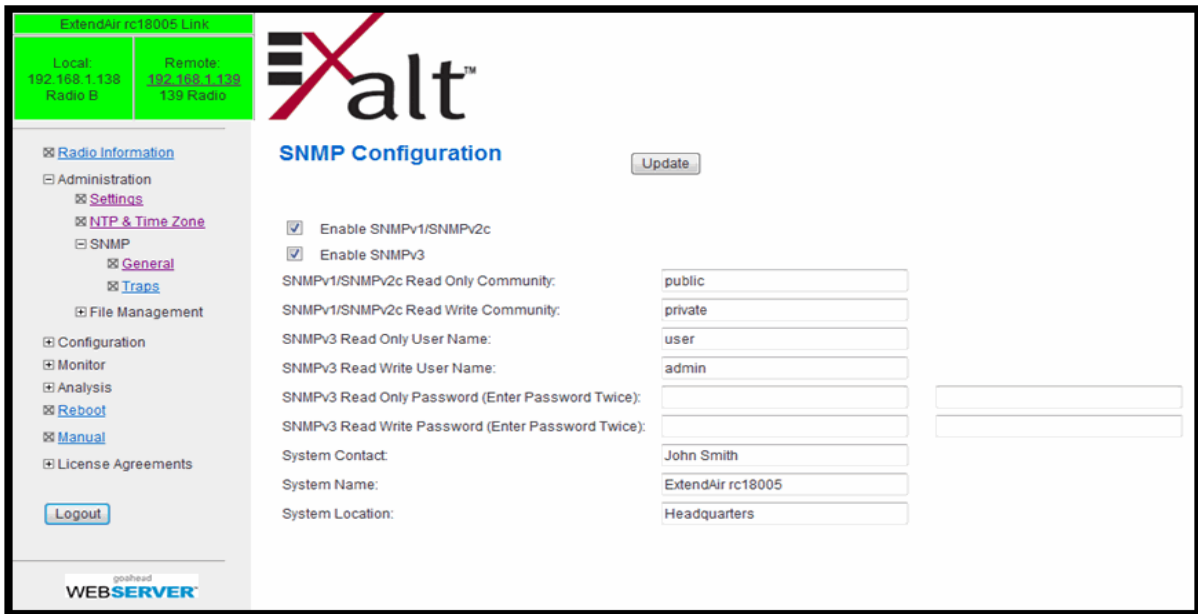 ExtendAir rc18005 Link
Local:
192.168.1.138
Radio B
Remote:
192.168.1.139
139 Radio
EXalt™
Radio Information
Administration
Settings
NTP & Time Zone
SNMP
General
Traps
File Management
Configuration
Monitor
Analysis
Reboot
Manual
License Agreements
Logout
goahead
WEBSERVER
SNMP Configuration
Update
Enable SNMPv1/SNMPv2c
Enable SNMPv3
SNMPv1/SNMPv2c Read Only Community: public
SNMPv1/SNMPv2c Read Write Community: private
SNMPv3 Read Only User Name: user
SNMPv3 Read Write User Name: admin
SNMPv3 Read Only Password (Enter Password Twice):
SNMPv3 Read Write Password (Enter Password Twice):
System Contact: John Smith
System Name: ExtendAir rc18005
System Location: Headquarters